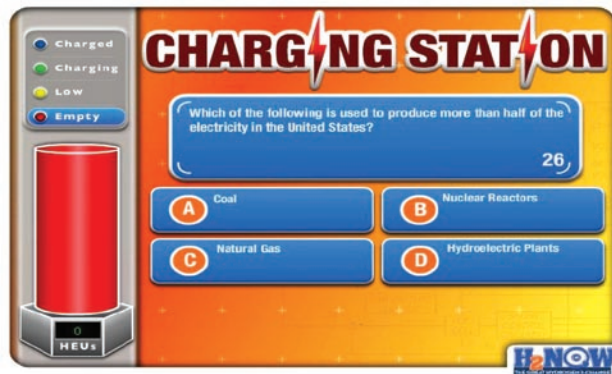 Charged
Charging
Low
Empty
CHARGING STATION
Which of the following is used to produce more than half of the
electricity in the United States?
26
A Coal
B Nuclear Reactors
C Natural Gas
D Hydroelectric Plants
0
HEUs
H2NOW